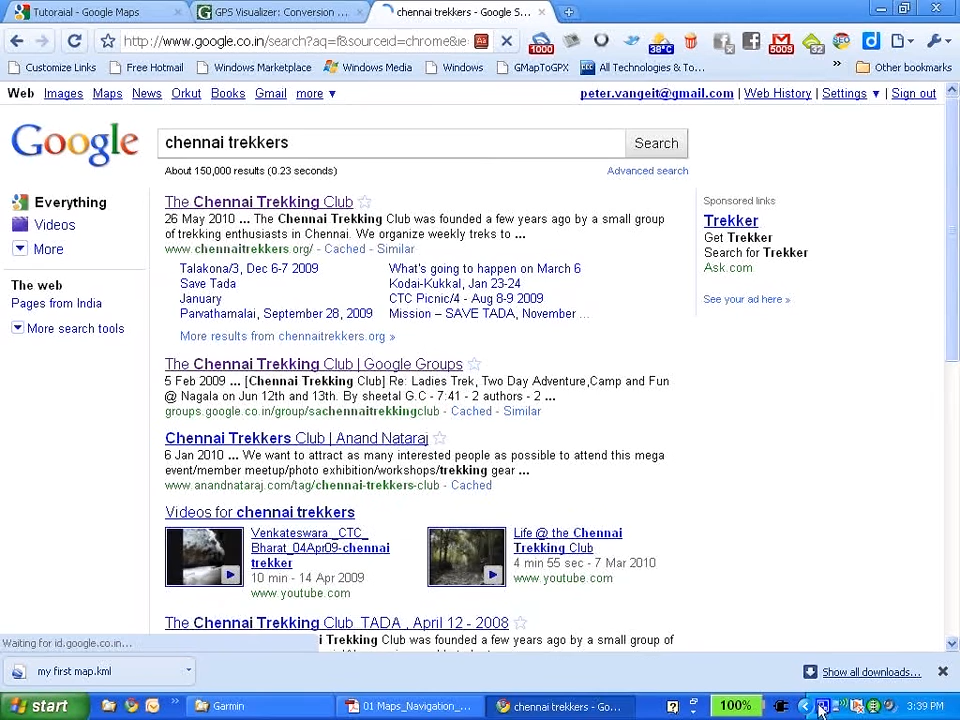 Tutoraial - Google Maps
GPS Visualizer: Conversion ...
chennai trekkers - Google S...
http://www.google.co.in/search?aq=f&sourceid=chrome&ie
1000
38°C
5009
32
Customize Links
Free Hotmail
Windows Marketplace
Windows Media
Windows
GMapToGPX
All Technologies & To...
»
Other bookmarks
Web Images Maps News Orkut Books Gmail more ▼
peter.vangeit@gmail.com | Web History | Settings ▼ | Sign out
Google
chennai trekkers
Search
About 150,000 results (0.23 seconds)
Advanced search
Everything
Videos
More
The web
Pages from India
More search tools
The Chennai Trekking Club
26 May 2010 ... The Chennai Trekking Club was founded a few years ago by a small group
of trekking enthusiasts in Chennai. We organize weekly treks to ...
www.chennaitrekkers.org/ - Cached - Similar
Talakona/3, Dec 6-7 2009
What's going to happen on March 6
Save Tada
Kodai-Kukkal, Jan 23-24
January
CTC Picnic/4 - Aug 8-9 2009
Parvathamalai, September 28, 2009
Mission – SAVE TADA, November ...
More results from chennaitrekkers.org »
The Chennai Trekking Club | Google Groups
5 Feb 2009 ... [Chennai Trekking Club] Re: Ladies Trek, Two Day Adventure,Camp and Fun
@ Nagala on Jun 12th and 13th. By sheetal G.C - 7:41 - 2 authors - 2 ...
groups.google.co.in/group/sachennaitrekkingclub - Cached - Similar
Chennai Trekkers Club | Anand Nataraj
6 Jan 2010 ... We want to attract as many interested people as possible to attend this mega
event/member meetup/photo exhibition/workshops/trekking gear ...
www.anandnataraj.com/tag/chennai-trekkers-club - Cached
Videos for chennai trekkers
Venkateswara _CTC_
Bharat_04Apr09-chennai
trekker
10 min - 14 Apr 2009
www.youtube.com
Life @ the Chennai
Trekking Club
4 min 55 sec - 7 Mar 2010
www.youtube.com
The Chennai Trekking Club TADA , April 12 - 2008
i Trekking Club was founded a few years ago by a small group of
Sponsored links
Trekker
Get Trekker
Search for Trekker
Ask.com
See your ad here »
Waiting for id.google.co.in...
my first map.kml
Show all downloads...
start
»
Garmin
01 Maps_Navigation_...
chennai trekkers - Go...
100%
3:39 PM